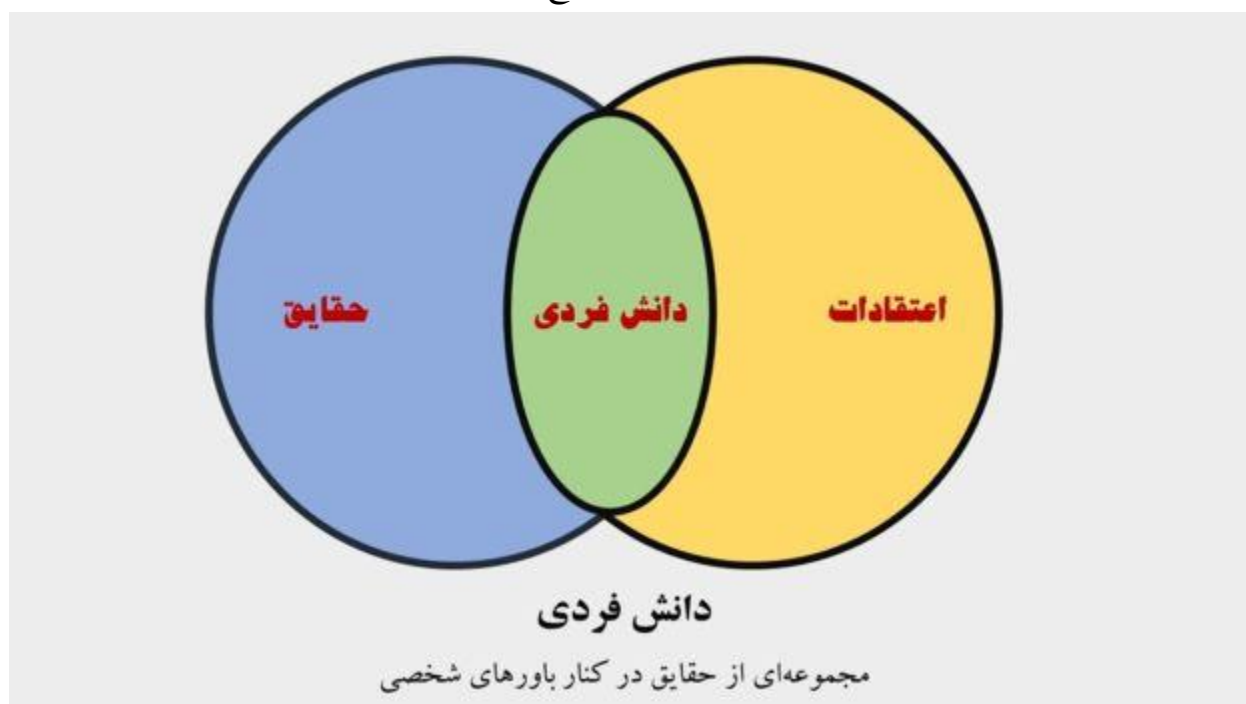 اعتقادات
دانش فردی
حقایق
دانش فردی
مجموعه‌ای از حقایق در کنار باورهای شخصی